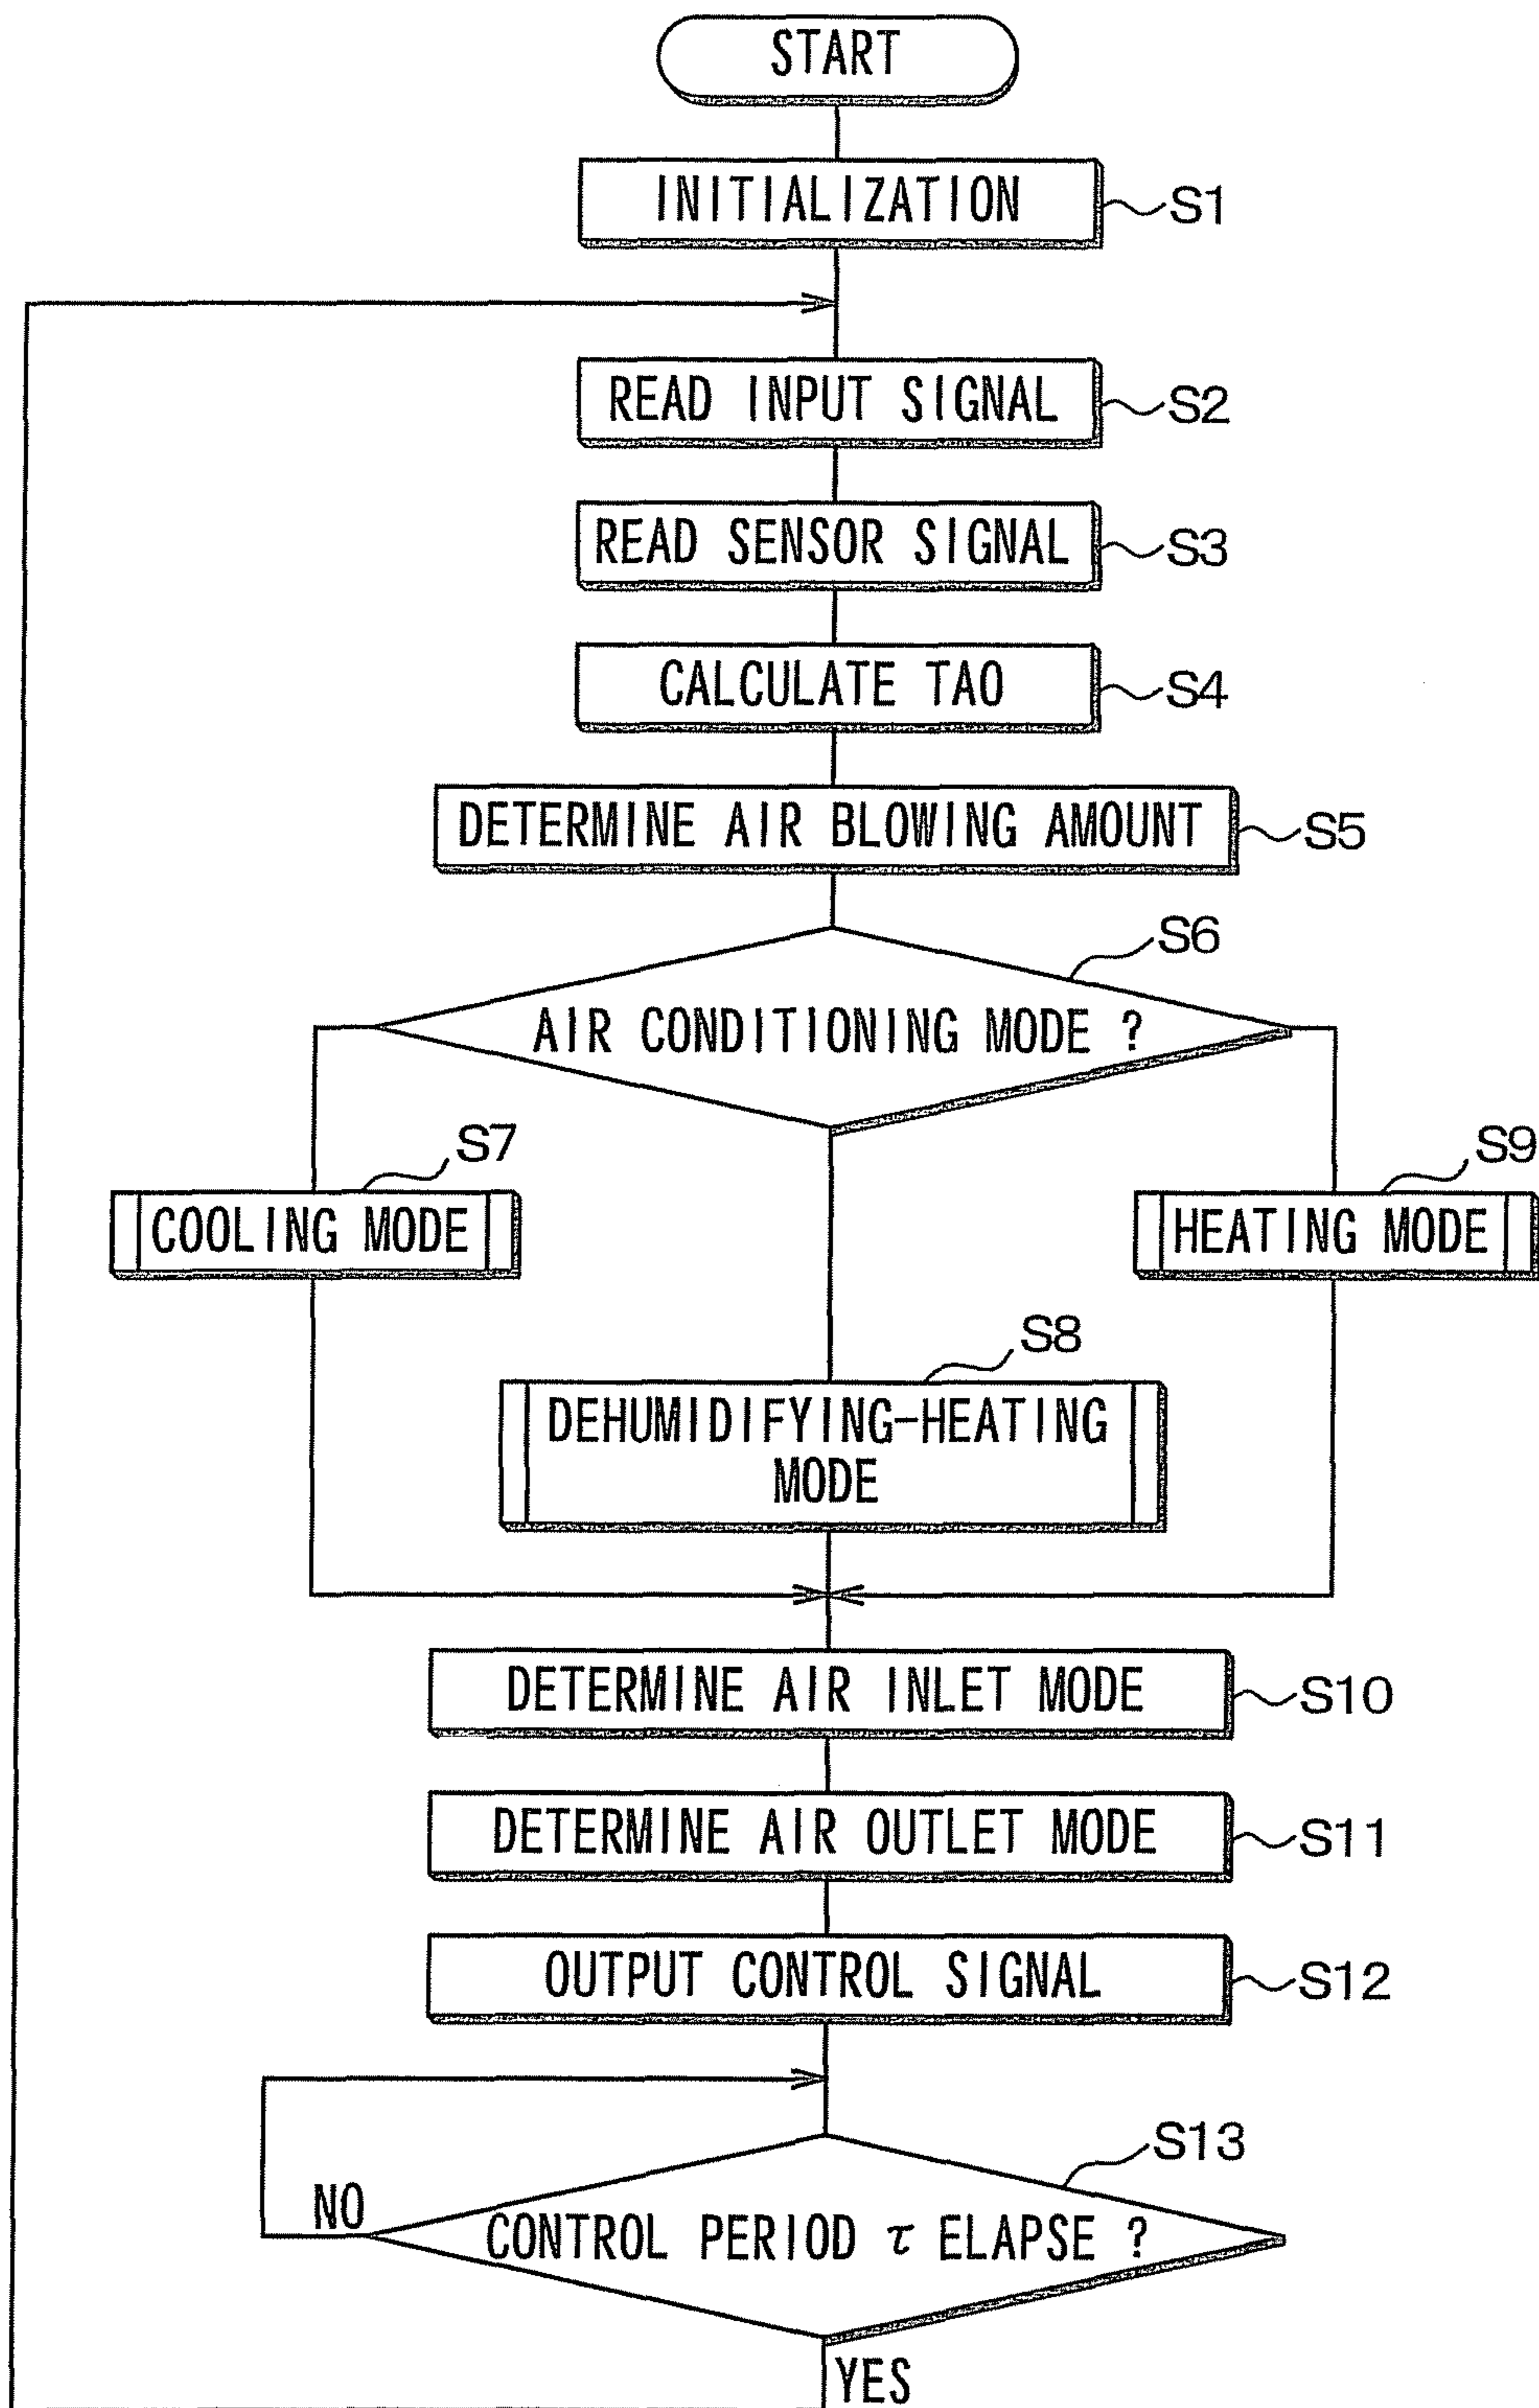 START
INITIALIZATION
S1
READ INPUT SIGNAL
S2
READ SENSOR SIGNAL
S3
CALCULATE TAO
S4
DETERMINE AIR BLOWING AMOUNT
S5
S6
AIR CONDITIONING MODE ?
S7
COOLING MODE
S9
HEATING MODE
S8
DEHUMIDIFYING-HEATING
MODE
DETERMINE AIR INLET MODE
S10
DETERMINE AIR OUTLET MODE
S11
OUTPUT CONTROL SIGNAL
S12
S13
NO
CONTROL PERIOD τ ELAPSE ?
YES